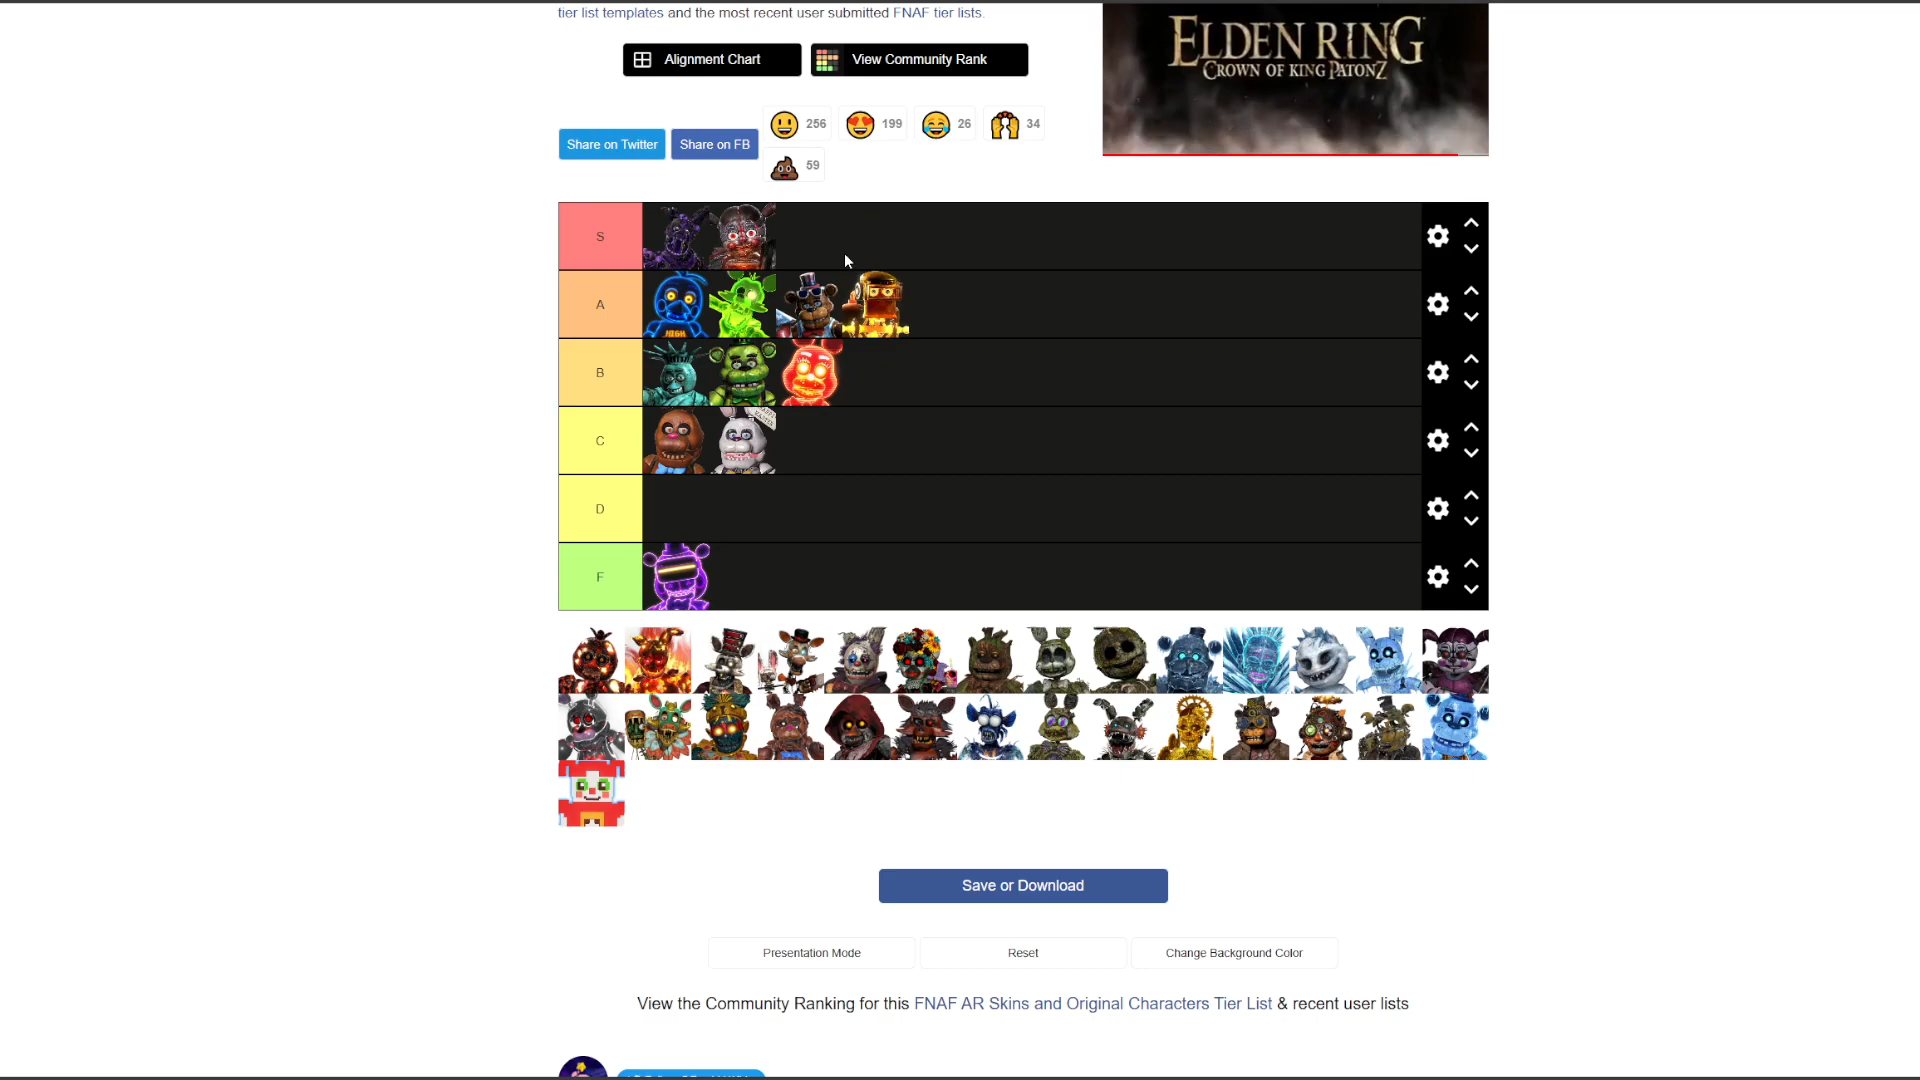 tier list templates and the most recent user submitted FNAF tier lists.
Alignment Chart
View Community Rank
ELDEN RING
CROWN OF KING PATONZ
Share on Twitter
Share on FB
256
199
26
34
59
S
A
B
C
D
F
Save or Download
Presentation Mode
Reset
Change Background Color
View the Community Ranking for this FNAF AR Skins and Original Characters Tier List & recent user lists